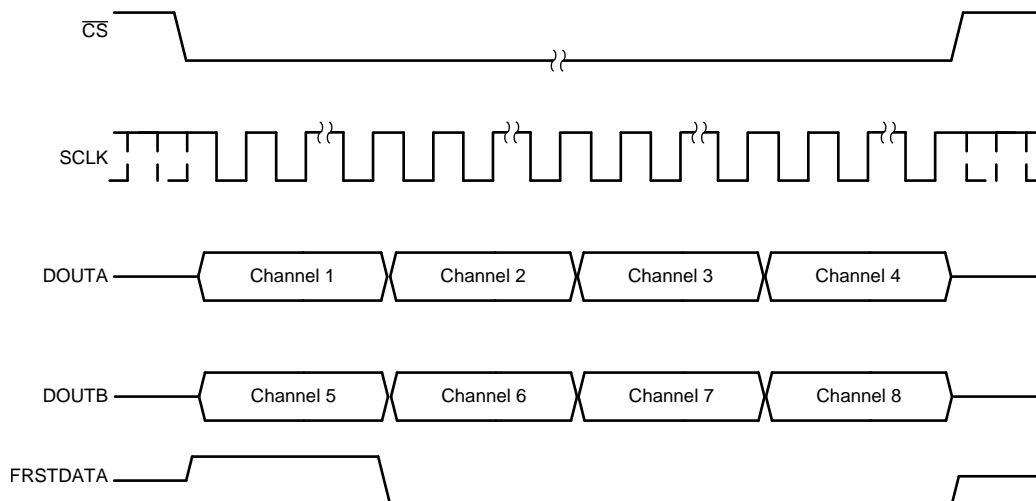 CS
SCLK
DOUTA
Channel 1
Channel 2
Channel 3
Channel 4
DOUTB
Channel 5
Channel 6
Channel 7
Channel 8
FRSTDATA